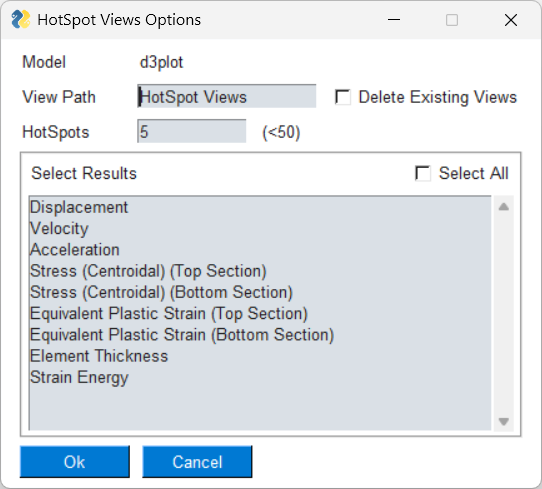 HotSpot Views Options
Model d3plot
View Path HotSpot Views Delete Existing Views
HotSpots 5 (<50)
Select Results Select All
Displacement
Velocity
Acceleration
Stress (Centroidal) (Top Section)
Stress (Centroidal) (Bottom Section)
Equivalent Plastic Strain (Top Section)
Equivalent Plastic Strain (Bottom Section)
Element Thickness
Strain Energy
Ok Cancel